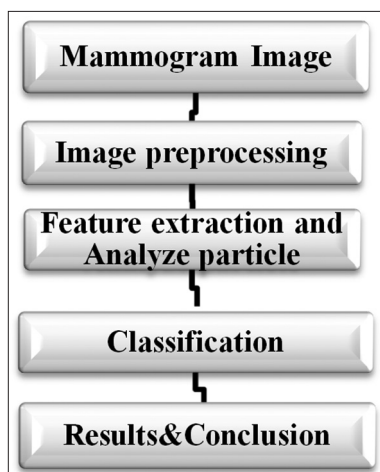 Mammogram Image
Image preprocessing
Feature extraction and
Analyze particle
Classification
Results&Conclusion